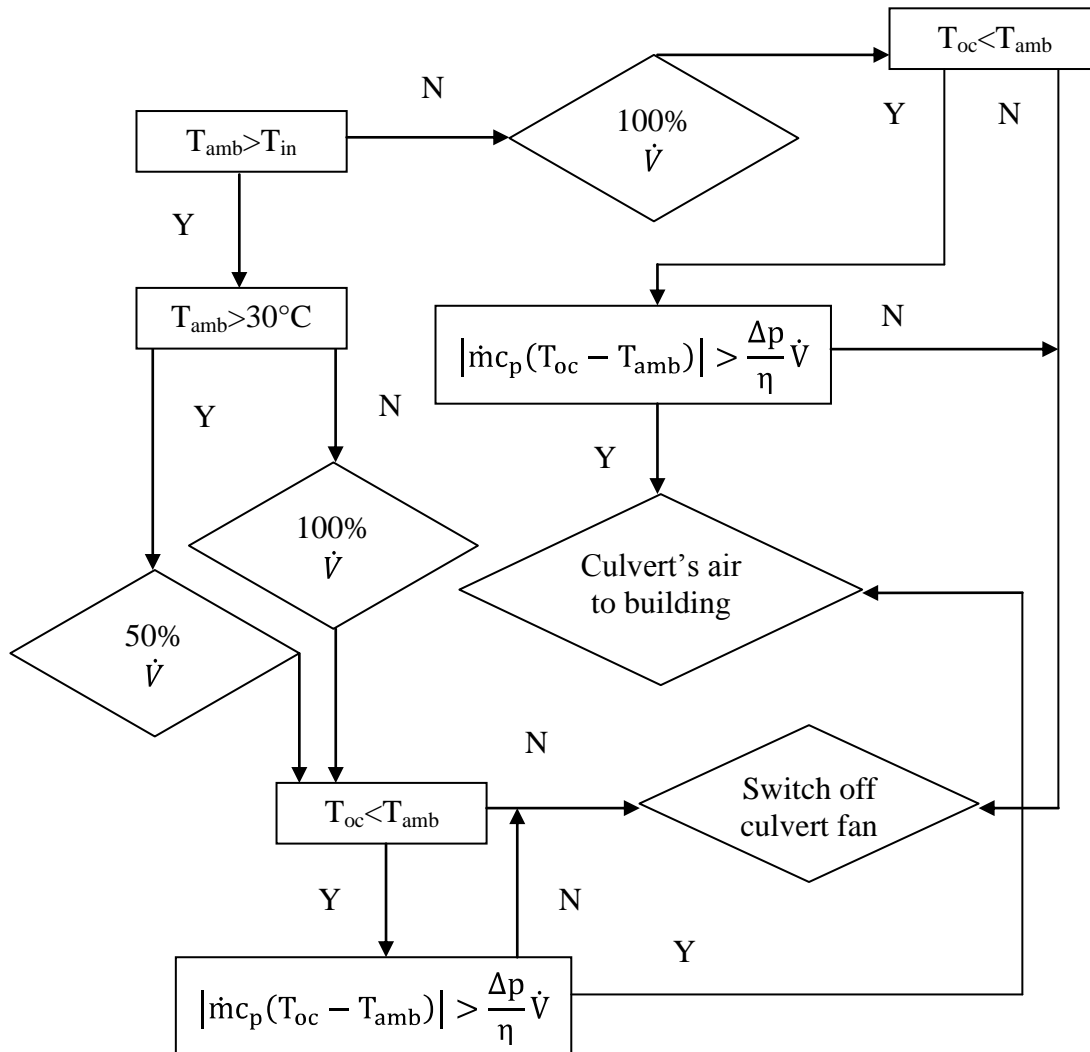 T_oc<T_amb
N
Y
N
100%
V̇
T_amb>T_in
Y
T_amb>30°C
N
|ṁc_p(T_oc − T_amb)| > Δp/η V̇
Y
N
Y
100%
V̇
Culvert's air
to building
50%
V̇
N
T_oc<T_amb
Switch off
culvert fan
Y
N
Y
|ṁc_p(T_oc − T_amb)| > Δp/η V̇